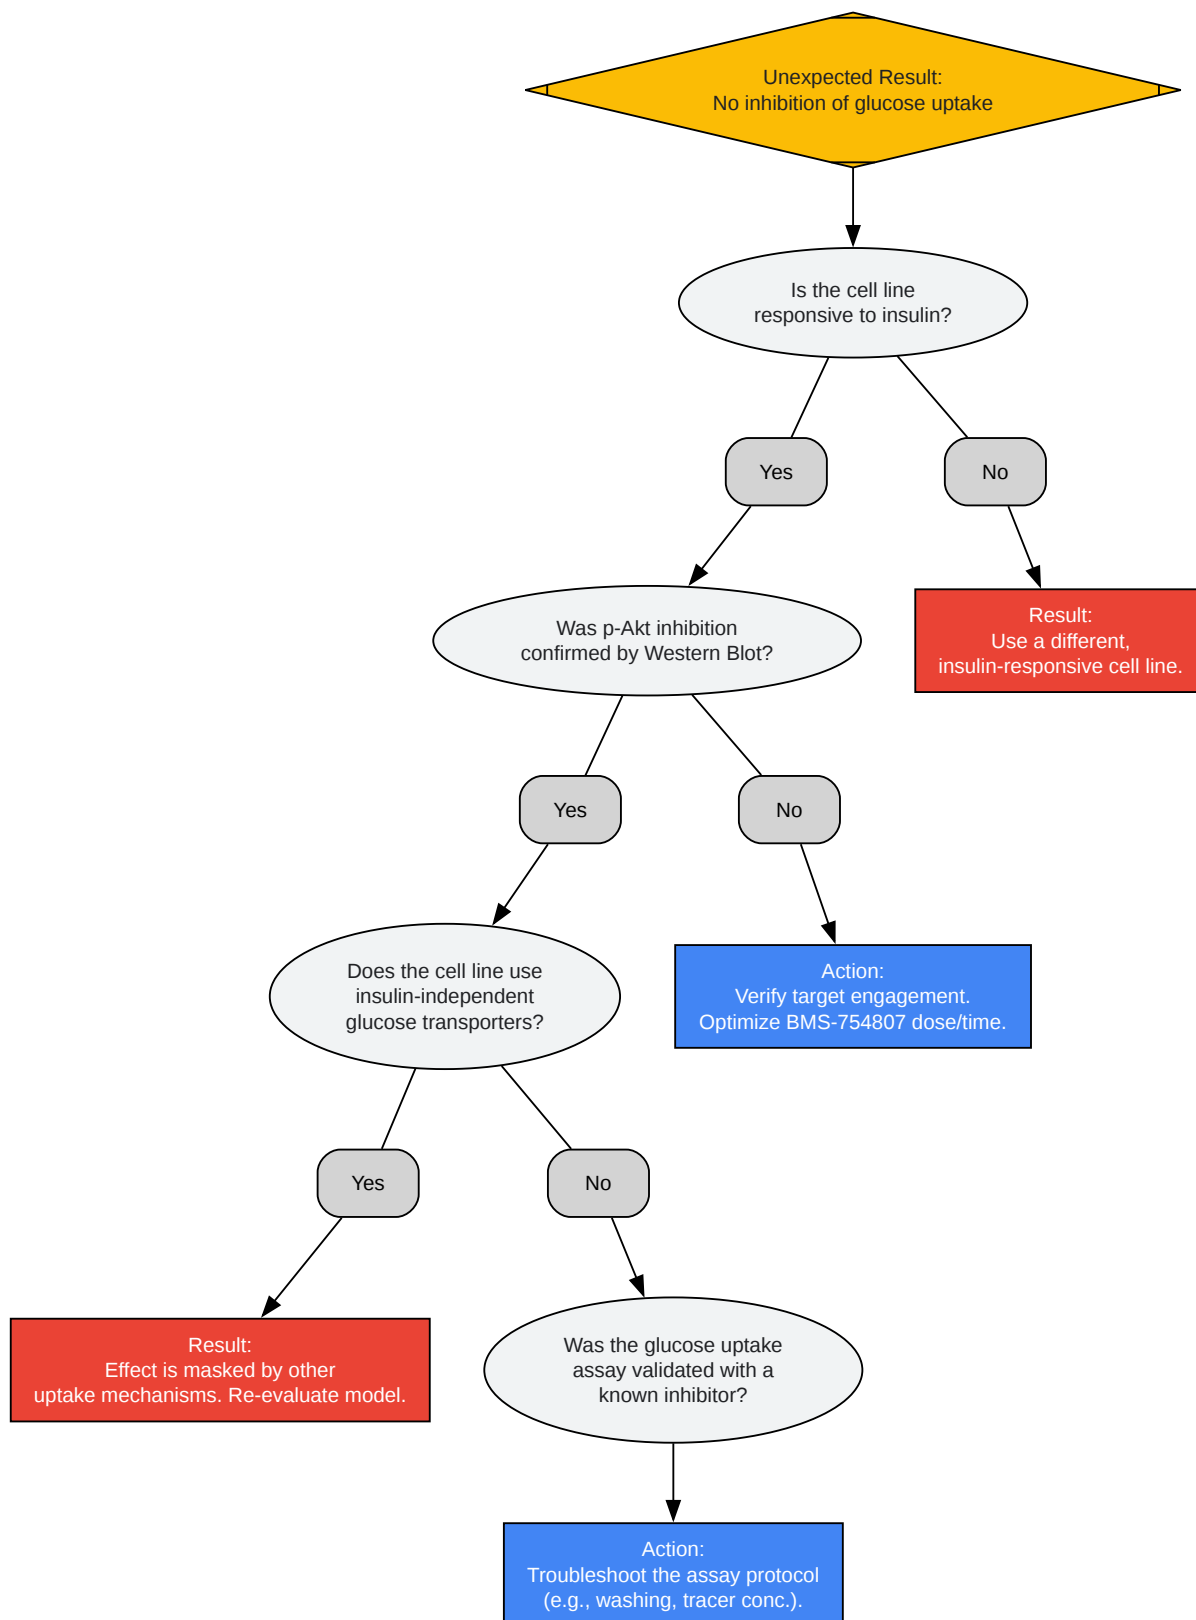 Unexpected Result:
No inhibition of glucose uptake
Is the cell line
responsive to insulin?
Yes
No
Was p-Akt inhibition
confirmed by Western Blot?
Result:
Use a different,
insulin-responsive cell line.
Yes
No
Does the cell line use
insulin-independent
glucose transporters?
Action:
Verify target engagement.
Optimize BMS-754807 dose/time.
Yes
No
Result:
Effect is masked by other
uptake mechanisms. Re-evaluate model.
Was the glucose uptake
assay validated with a
known inhibitor?
Action:
Troubleshoot the assay protocol
(e.g., washing, tracer conc.).